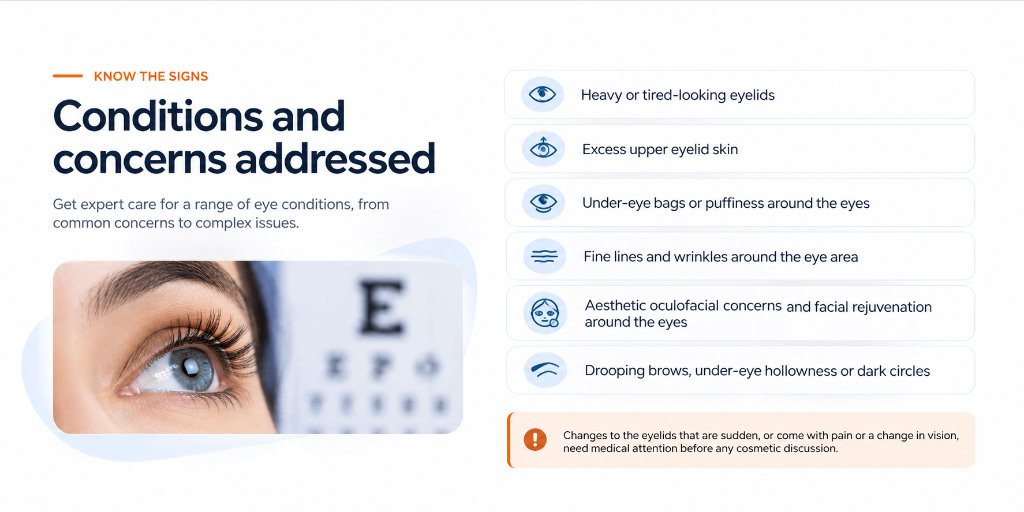 KNOW THE SIGNS
Conditions and
concerns addressed
Get expert care for a range of eye conditions, from
common concerns to complex issues.
E
E P O
Heavy or tired-looking eyelids
Excess upper eyelid skin
Under-eye bags or puffiness around the eyes
Fine lines and wrinkles around the eye area
Aesthetic oculofacial concerns and facial rejuvenation
around the eyes
Drooping brows, under-eye hollowness or dark circles
Changes to the eyelids that are sudden, or come with pain or a change in vision,
need medical attention before any cosmetic discussion.